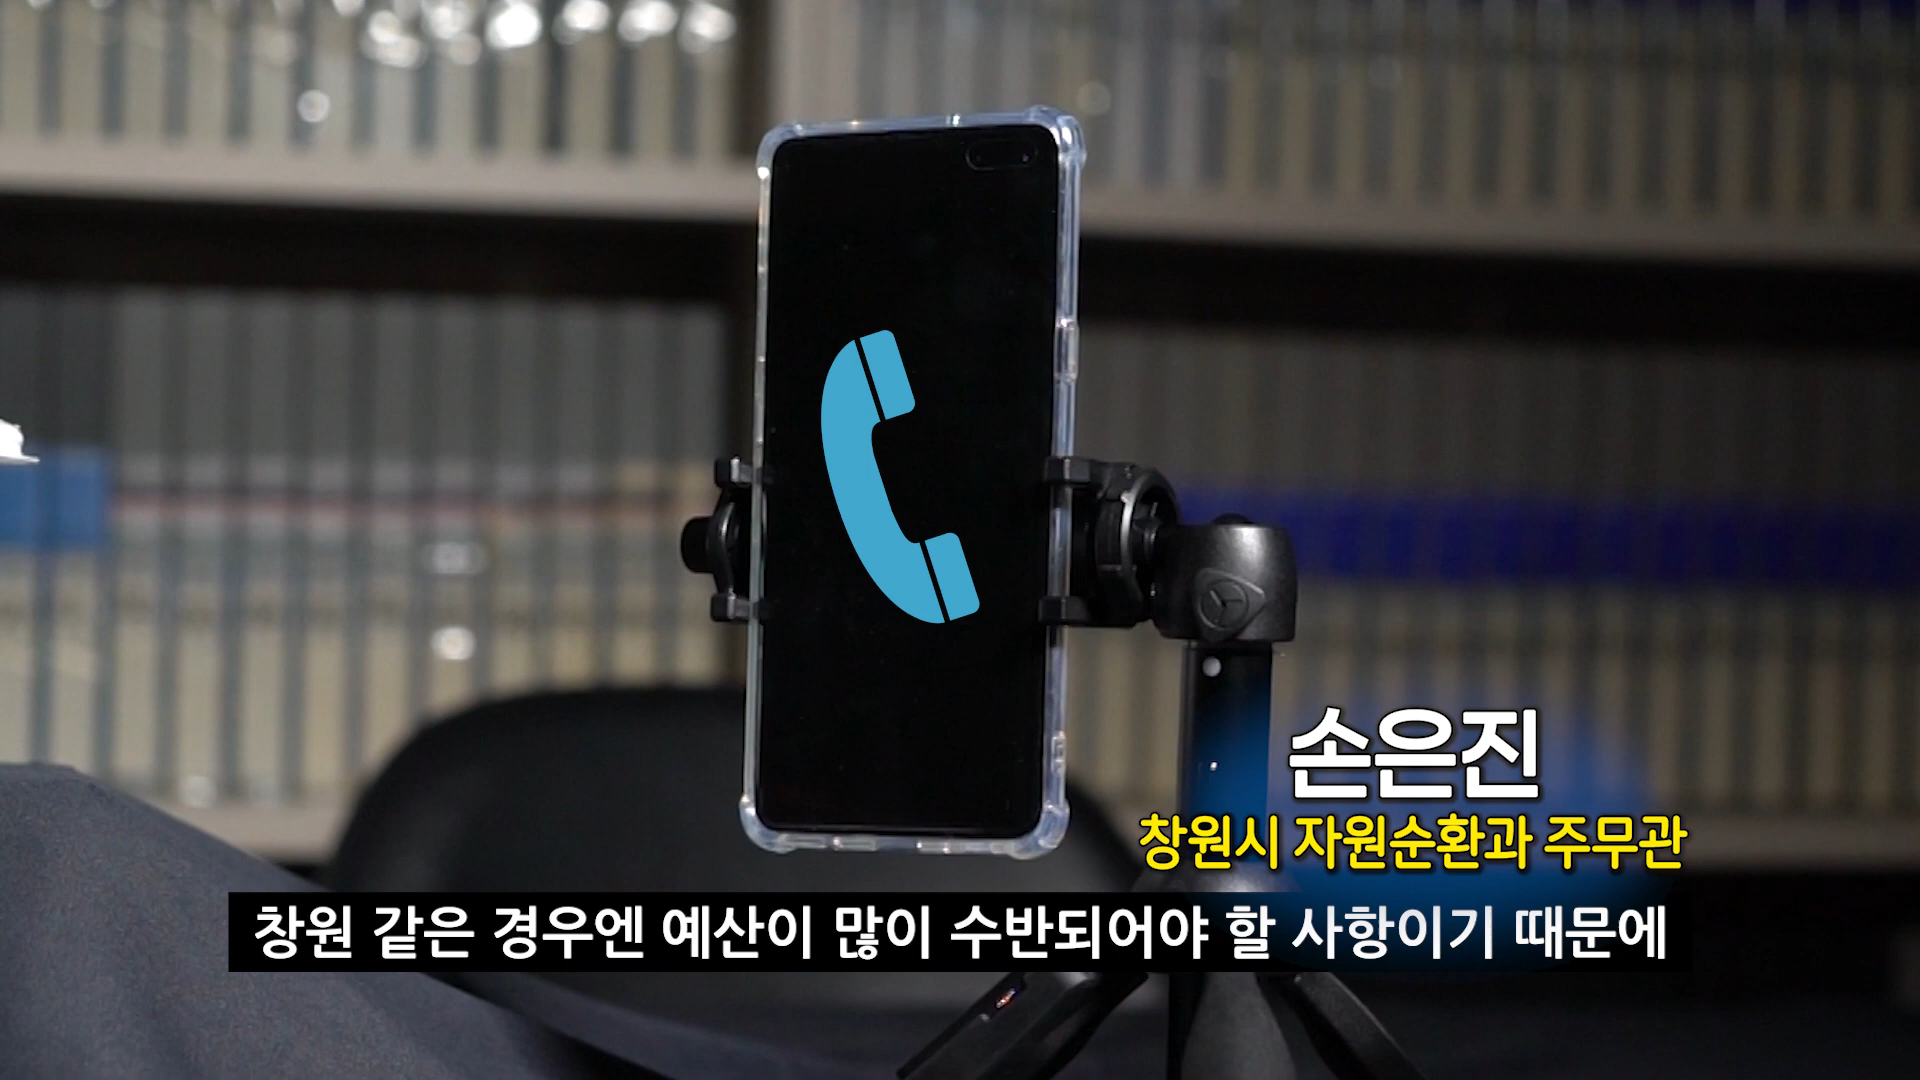 손은진
창원시 자원순환과 주무관
창원 같은 경우엔 예산이 많이 수반되어야 할 사항이기 때문에